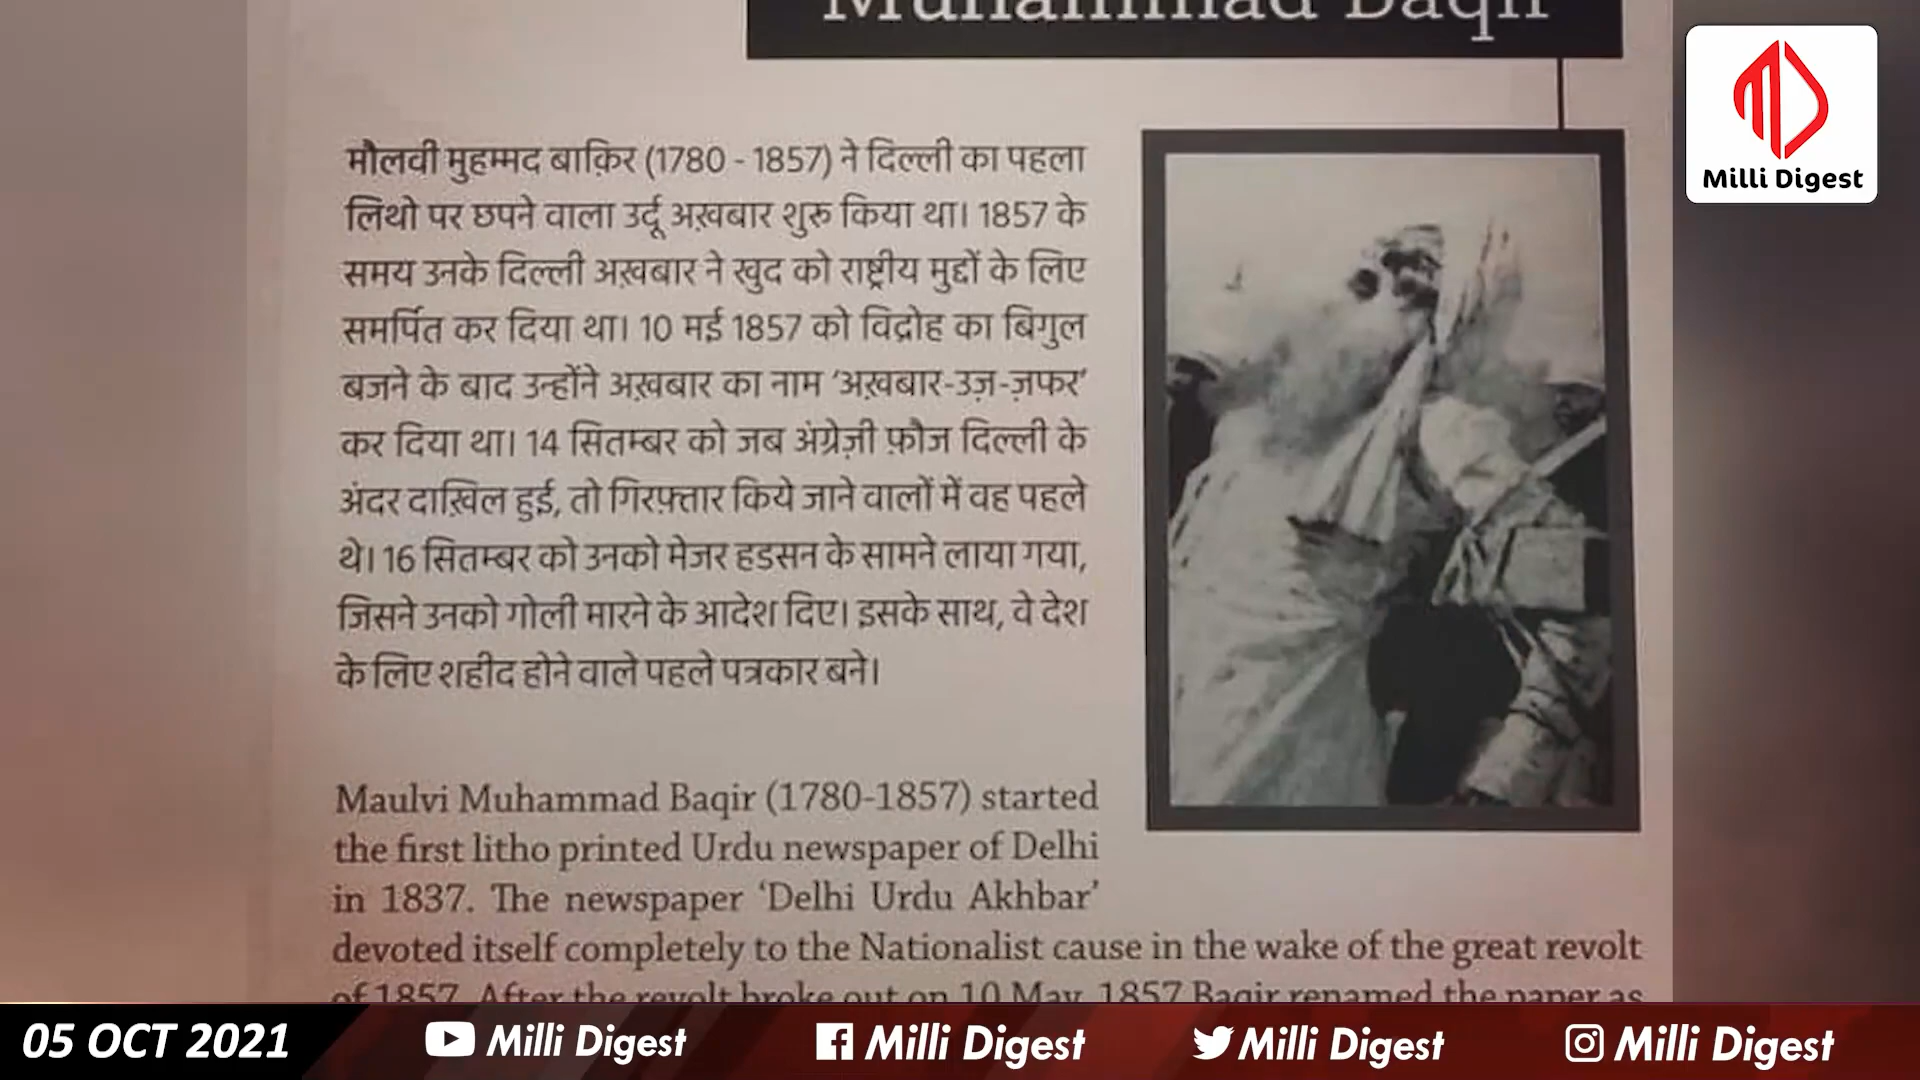 Muhammad Baqir
Milli Digest
मौलवी मुहम्मद बाक़िर (1780 - 1857) ने दिल्ली का पहला
लिथो पर छपने वाला उर्दू अख़बार शुरू किया था। 1857 के
समय उनके दिल्ली अख़बार ने खुद को राष्ट्रीय मुद्दों के लिए
समर्पित कर दिया था। 10 मई 1857 को विद्रोह का बिगुल
बजने के बाद उन्होंने अख़बार का नाम ‘अख़बार-उज़-ज़फर’
कर दिया था। 14 सितम्बर को जब अंग्रेज़ी फ़ौज दिल्ली के
अंदर दाख़िल हुई, तो गिरफ़्तार किये जाने वालों में वह पहले
थे। 16 सितम्बर को उनको मेजर हडसन के सामने लाया गया,
जिसने उनको गोली मारने के आदेश दिए। इसके साथ, वे देश
के लिए शहीद होने वाले पहले पत्रकार बने।
Maulvi Muhammad Baqir (1780-1857) started
the first litho printed Urdu newspaper of Delhi
in 1837. The newspaper ‘Delhi Urdu Akhbar’
devoted itself completely to the Nationalist cause in the wake of the great revolt
of 1857. After the revolt broke out on 10 May, 1857 Baqir renamed the paper as
05 OCT 2021
Milli Digest
Milli Digest
Milli Digest
Milli Digest